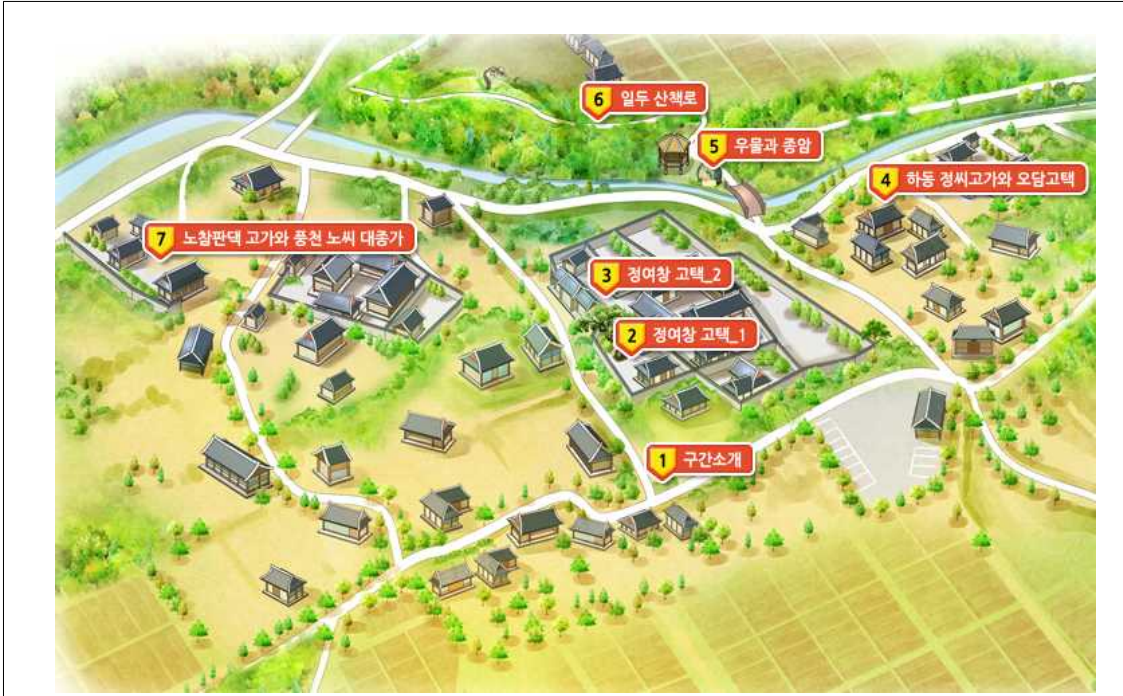 6 일두 산책로
5 우물과 종암
4 하동 정씨고가와 오담고택
7 노참판댁 고가와 풍천 노씨 대종가
3 정여창 고택_2
2 정여창 고택_1
1 구간소개